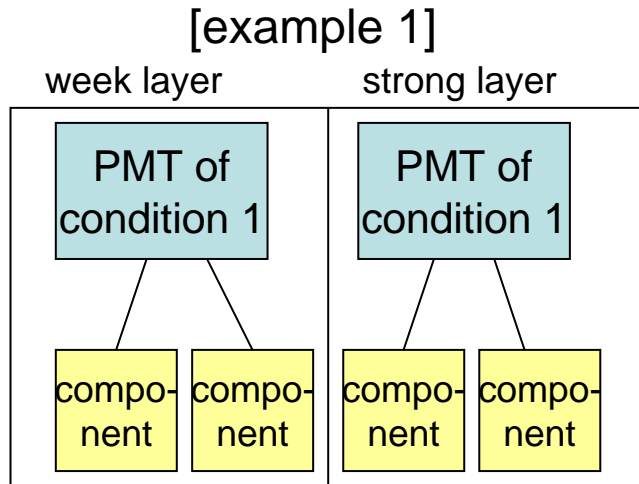 [example 1]
week layer
strong layer
PMT of
condition 1
PMT of
condition 1
compo-
nent
compo-
nent
compo-
nent
compo-
nent